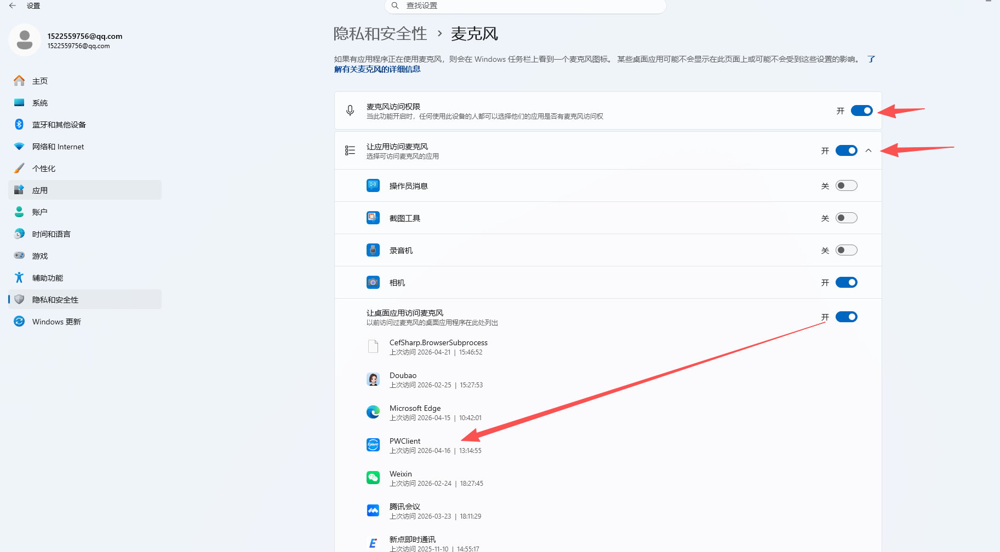 设置
查找设置
1522559756@qq.com
1522559756@qq.com
主页
系统
蓝牙和其他设备
网络和 Internet
个性化
应用
账户
时间和语言
游戏
辅助功能
隐私和安全性
Windows 更新
隐私和安全性 › 麦克风
如果有应用程序正在使用麦克风，则会在 Windows 任务栏上看到一个麦克风图标。 某些桌面应用可能不会显示在此页面上或可能不会受到这些设置的影响。 了
解有关麦克风的详细信息
麦克风访问权限
当此功能开启时，任何使用此设备的人都可以选择他们的应用是否有麦克风访问权
开
让应用访问麦克风
选择可访问麦克风的应用
开
操作员消息
关
截图工具
关
录音机
关
相机
开
让桌面应用访问麦克风
以前访问过麦克风的桌面应用程序在此处列出
开
CefSharp.BrowserSubprocess
上次访问 2026-04-21 | 15:46:52
Doubao
上次访问 2026-02-25 | 15:27:53
Microsoft Edge
上次访问 2026-04-15 | 10:42:01
PWClient
上次访问 2026-04-16 | 13:14:55
Weixin
上次访问 2026-02-24 | 18:27:45
腾讯会议
上次访问 2026-03-23 | 18:11:29
新点即时通讯
上次访问 2025-11-10 | 14:55:17